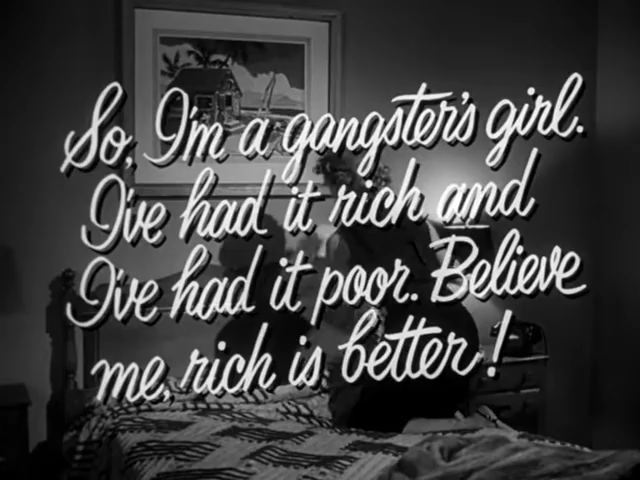 So, I'm a gangster's girl.
I've had it rich and
I've had it poor. Believe
me, rich is better!